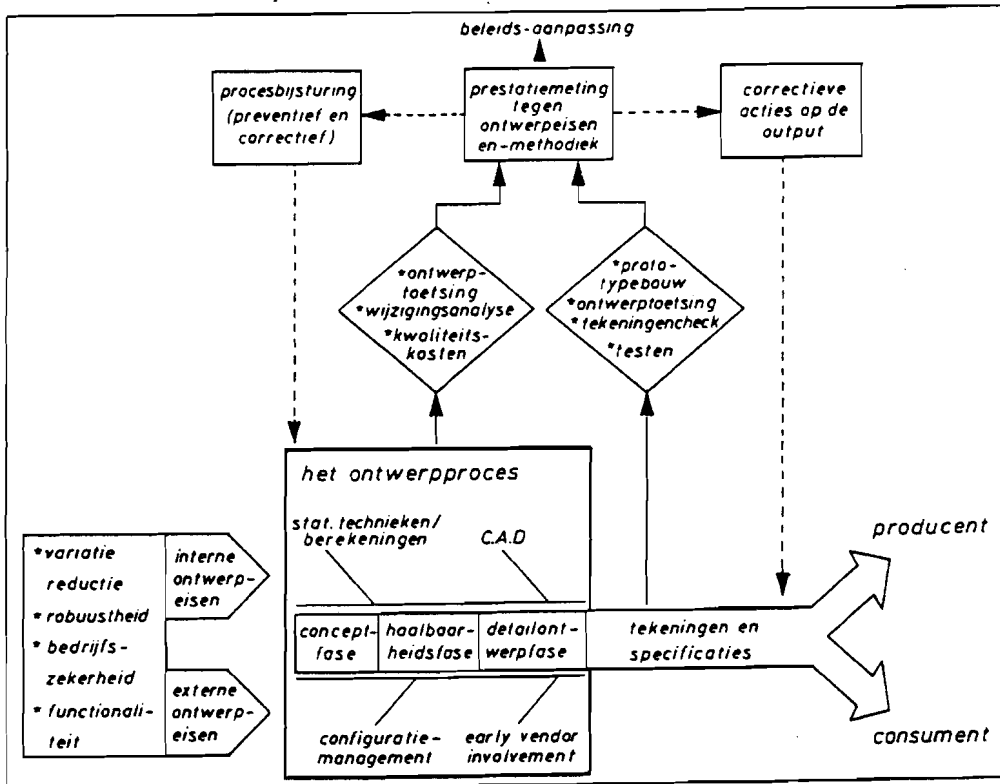 beleids-aanpassing
procesbijsturing
(preventief en
correctief)
prestatiemeting
tegen
ontwerpeisen
en-methodiek
correctieve
acties op de
output
*ontwerp-
toetsing
*wijzigingsanalyse
*kwaliteits-
kosten
*proto-
typebouw
*ontwerptoetsing
*tekeningencheck
*testen
het ontwerpproces
stat. technieken/
berekeningen
C.A.D
*variatie
reductie
*robuustheid
*bedrijfs-
zekerheid
*functionali-
teit
interne
ontwerp-
eisen
externe
ontwerp-
eisen
concept-
fase
haalbaar-
heidsfase
detailont-
werpfase
tekeningen en
specificaties
configuratie-
management
early vendor
involvement
producent
consument